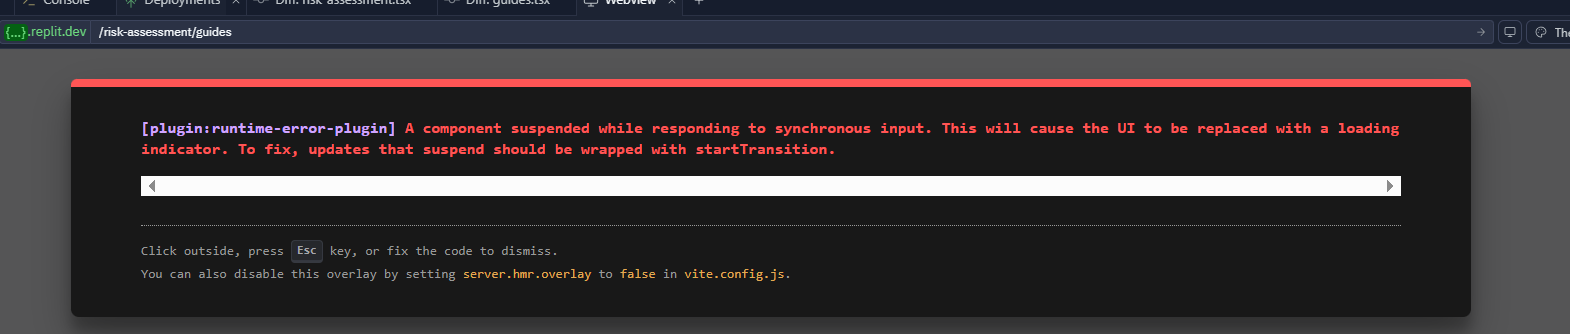 Console
Deployments
×
Diff: risk-assessment.tsx
Diff: guides.tsx
Webview
×
+
{...}.replit.dev
/risk-assessment/guides
[plugin:runtime-error-plugin] A component suspended while responding to synchronous input. This will cause the UI to be replaced with a loading
indicator. To fix, updates that suspend should be wrapped with startTransition.
Click outside, press Esc key, or fix the code to dismiss.
You can also disable this overlay by setting server.hmr.overlay to false in vite.config.js.